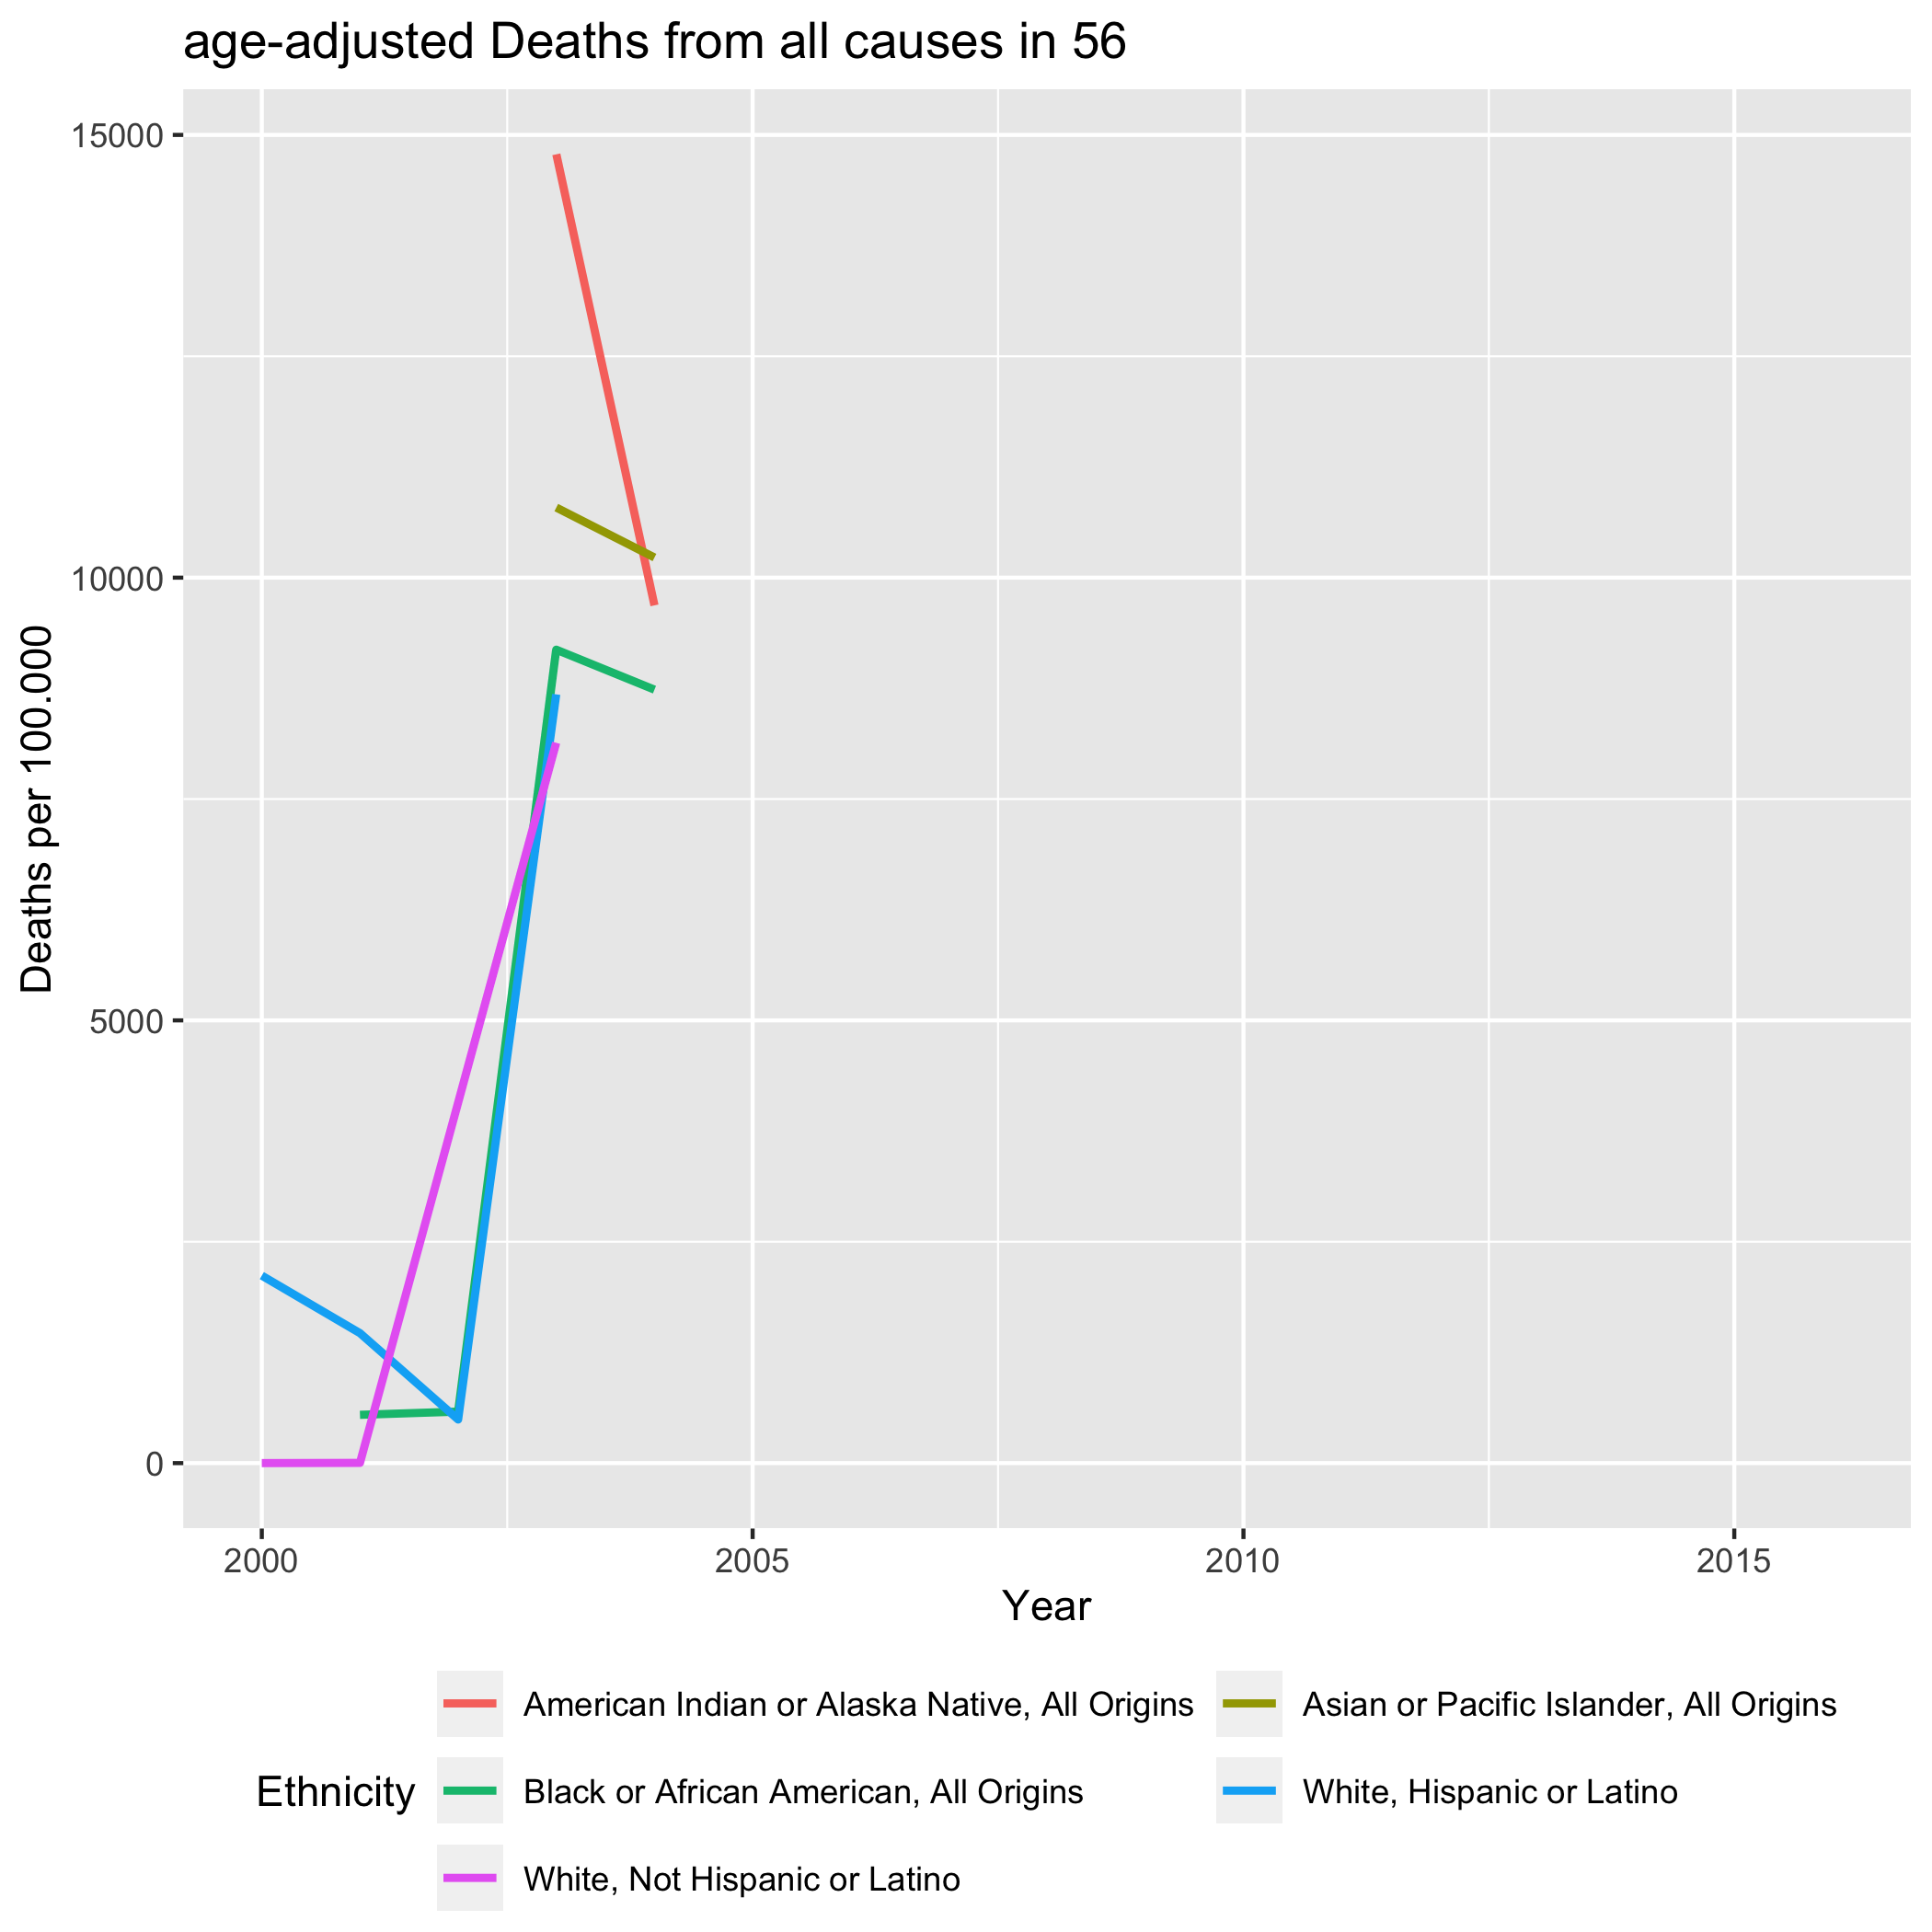 age-adjusted Deaths from all causes in 56
Deaths per 100.000
15000
10000
5000
0
2000 2005 2010 2015
Year
Ethnicity
American Indian or Alaska Native, All Origins
Asian or Pacific Islander, All Origins
Black or African American, All Origins
White, Hispanic or Latino
White, Not Hispanic or Latino